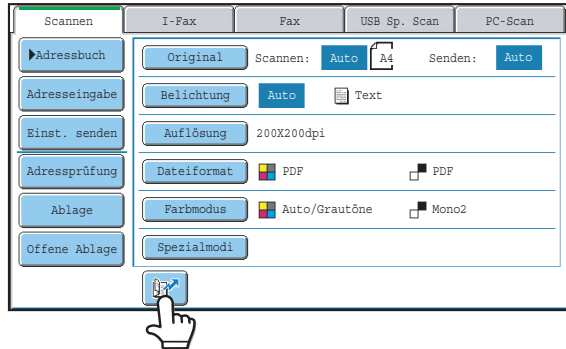 Scannen I-Fax Fax USB Sp. Scan PC-Scan
Adressbuch
Adresseingabe
Einst. senden
Adressprüfung
Ablage
Offene Ablage
Original Scannen: Auto A4 Senden: Auto
Belichtung Auto Text
Auflösung 200X200dpi
Dateiformat PDF PDF
Farbmodus Auto/Grautöne Mono2
Spezialmodi